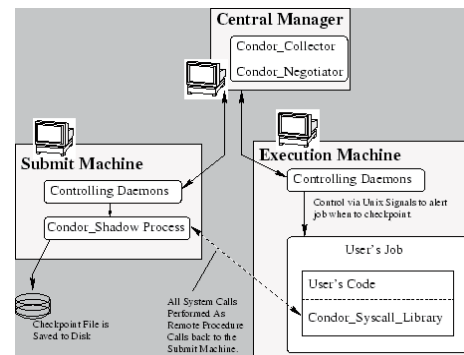 Central Manager
Condor_Collector
Condor_Negotiator
Submit Machine
Controlling Daemons
Condor_Shadow Process
Checkpoint File is
Saved to Disk
All System Calls
Performed As
Remote Procedure
Calls back to the
Submit Machine.
Execution Machine
Controlling Daemons
Control via Unix Signals to alert
job when to checkpoint.
User's Job
User's Code
Condor_Syscall_Library